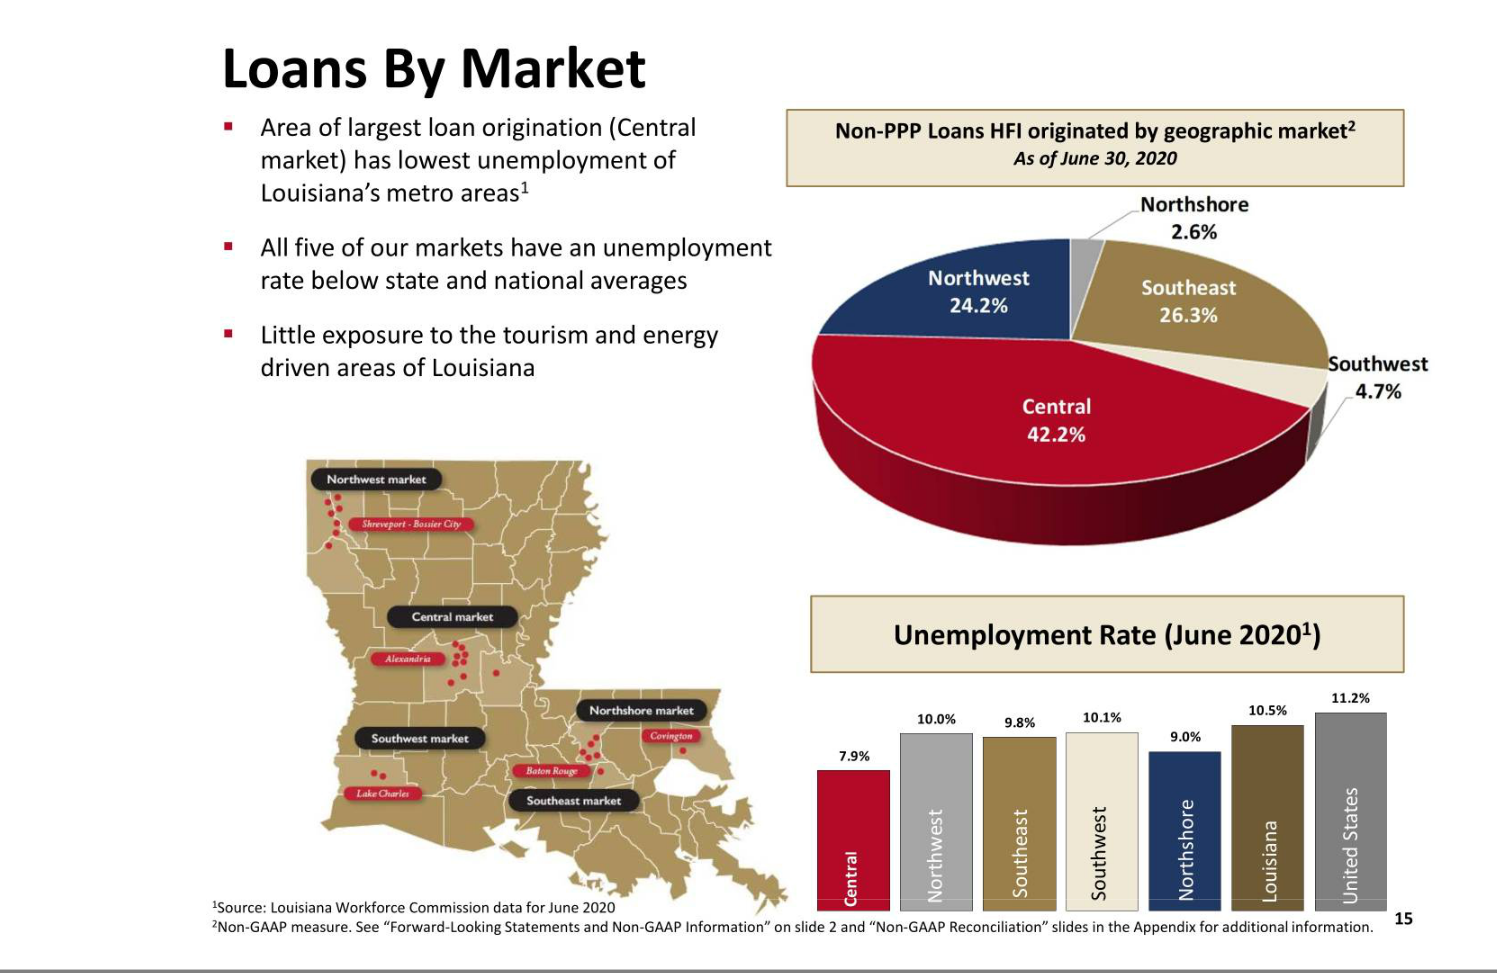 Loans By Market
▪ Area of largest loan origination (Central
market) has lowest unemployment of
Louisiana’s metro areas¹
▪ All five of our markets have an unemployment
rate below state and national averages
▪ Little exposure to the tourism and energy
driven areas of Louisiana
Non-PPP Loans HFI originated by geographic market²
As of June 30, 2020
Northshore
2.6%
Northwest
24.2%
Southeast
26.3%
Southwest
4.7%
Central
42.2%
Northwest market
Shreveport - Bossier City
Central market
Alexandria
Northshore market
Covington
Southwest market
Baton Rouge
Lake Charles
Southeast market
Unemployment Rate (June 2020¹)
7.9%
10.0%
9.8%
10.1%
9.0%
10.5%
11.2%
Central
Northwest
Southeast
Southwest
Northshore
Louisiana
United States
¹Source: Louisiana Workforce Commission data for June 2020
²Non-GAAP measure. See “Forward-Looking Statements and Non-GAAP Information” on slide 2 and “Non-GAAP Reconciliation” slides in the Appendix for additional information.
15